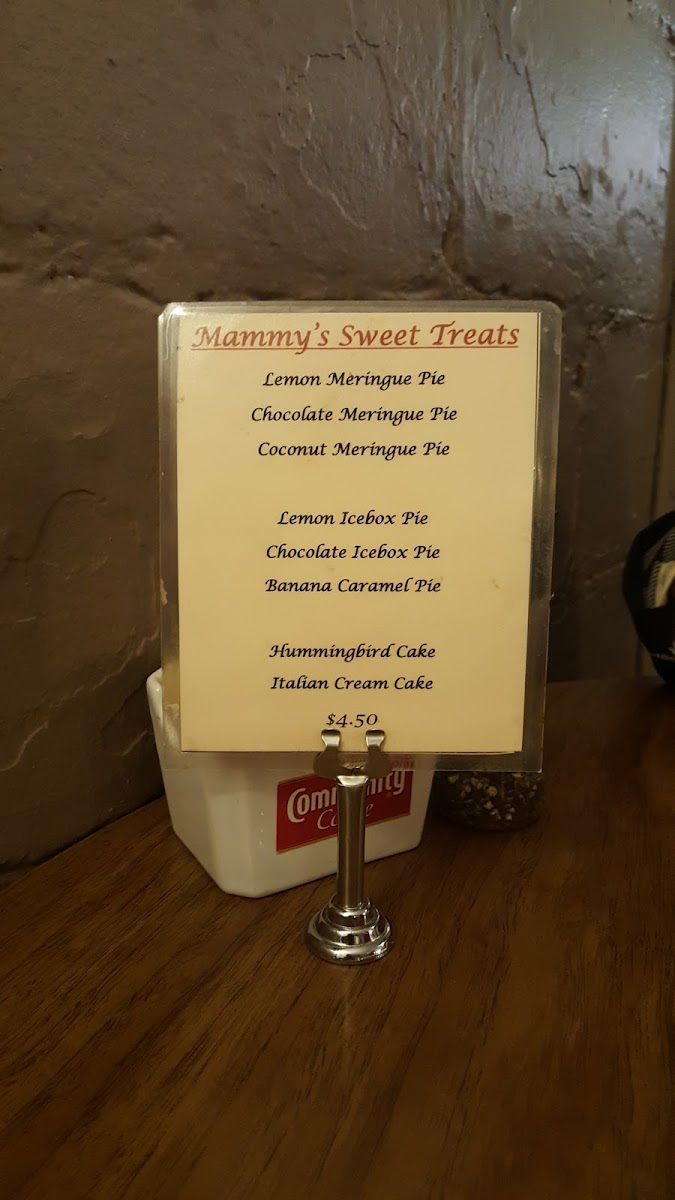 Mammy's Sweet Treats
Lemon Meringue Pie
Chocolate Meringue Pie
Coconut Meringue Pie
Lemon Icebox Pie
Chocolate Icebox Pie
Banana Caramel Pie
Hummingbird Cake
Italian Cream Cake
$4.50
Community